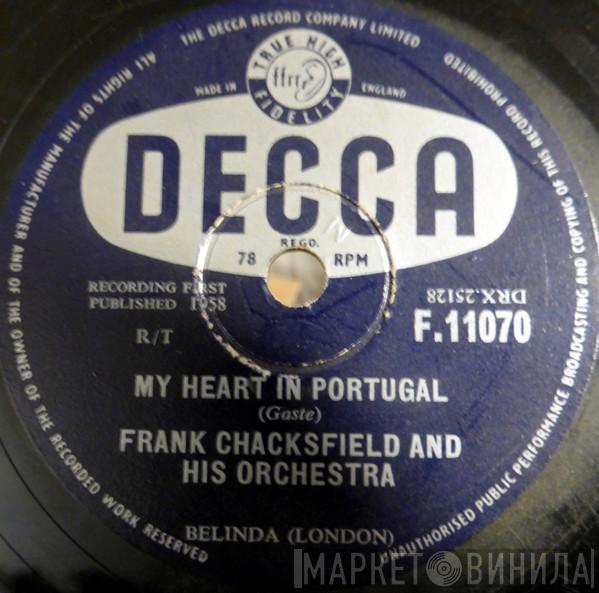 THE DECCA RECORD COMPANY LIMITED
ALL RIGHTS OF THE MANUFACTURER AND OF THE OWNER OF THE RECORDED WORK RESERVED
UNAUTHORISED PUBLIC PERFORMANCE BROADCASTING AND COPYING OF THIS RECORD PROHIBITED
TRUE HIGH
ffrr
FIDELITY
MADE IN
ENGLAND
DECCA
REGD.
78 RPM
RECORDING FIRST
PUBLISHED 1958
DRX.25128
R/T
F.11070
MY HEART IN PORTUGAL
(Gaste)
FRANK CHACKSFIELD AND
HIS ORCHESTRA
BELINDA (LONDON)
МАРКЕТ ВИНИЛА